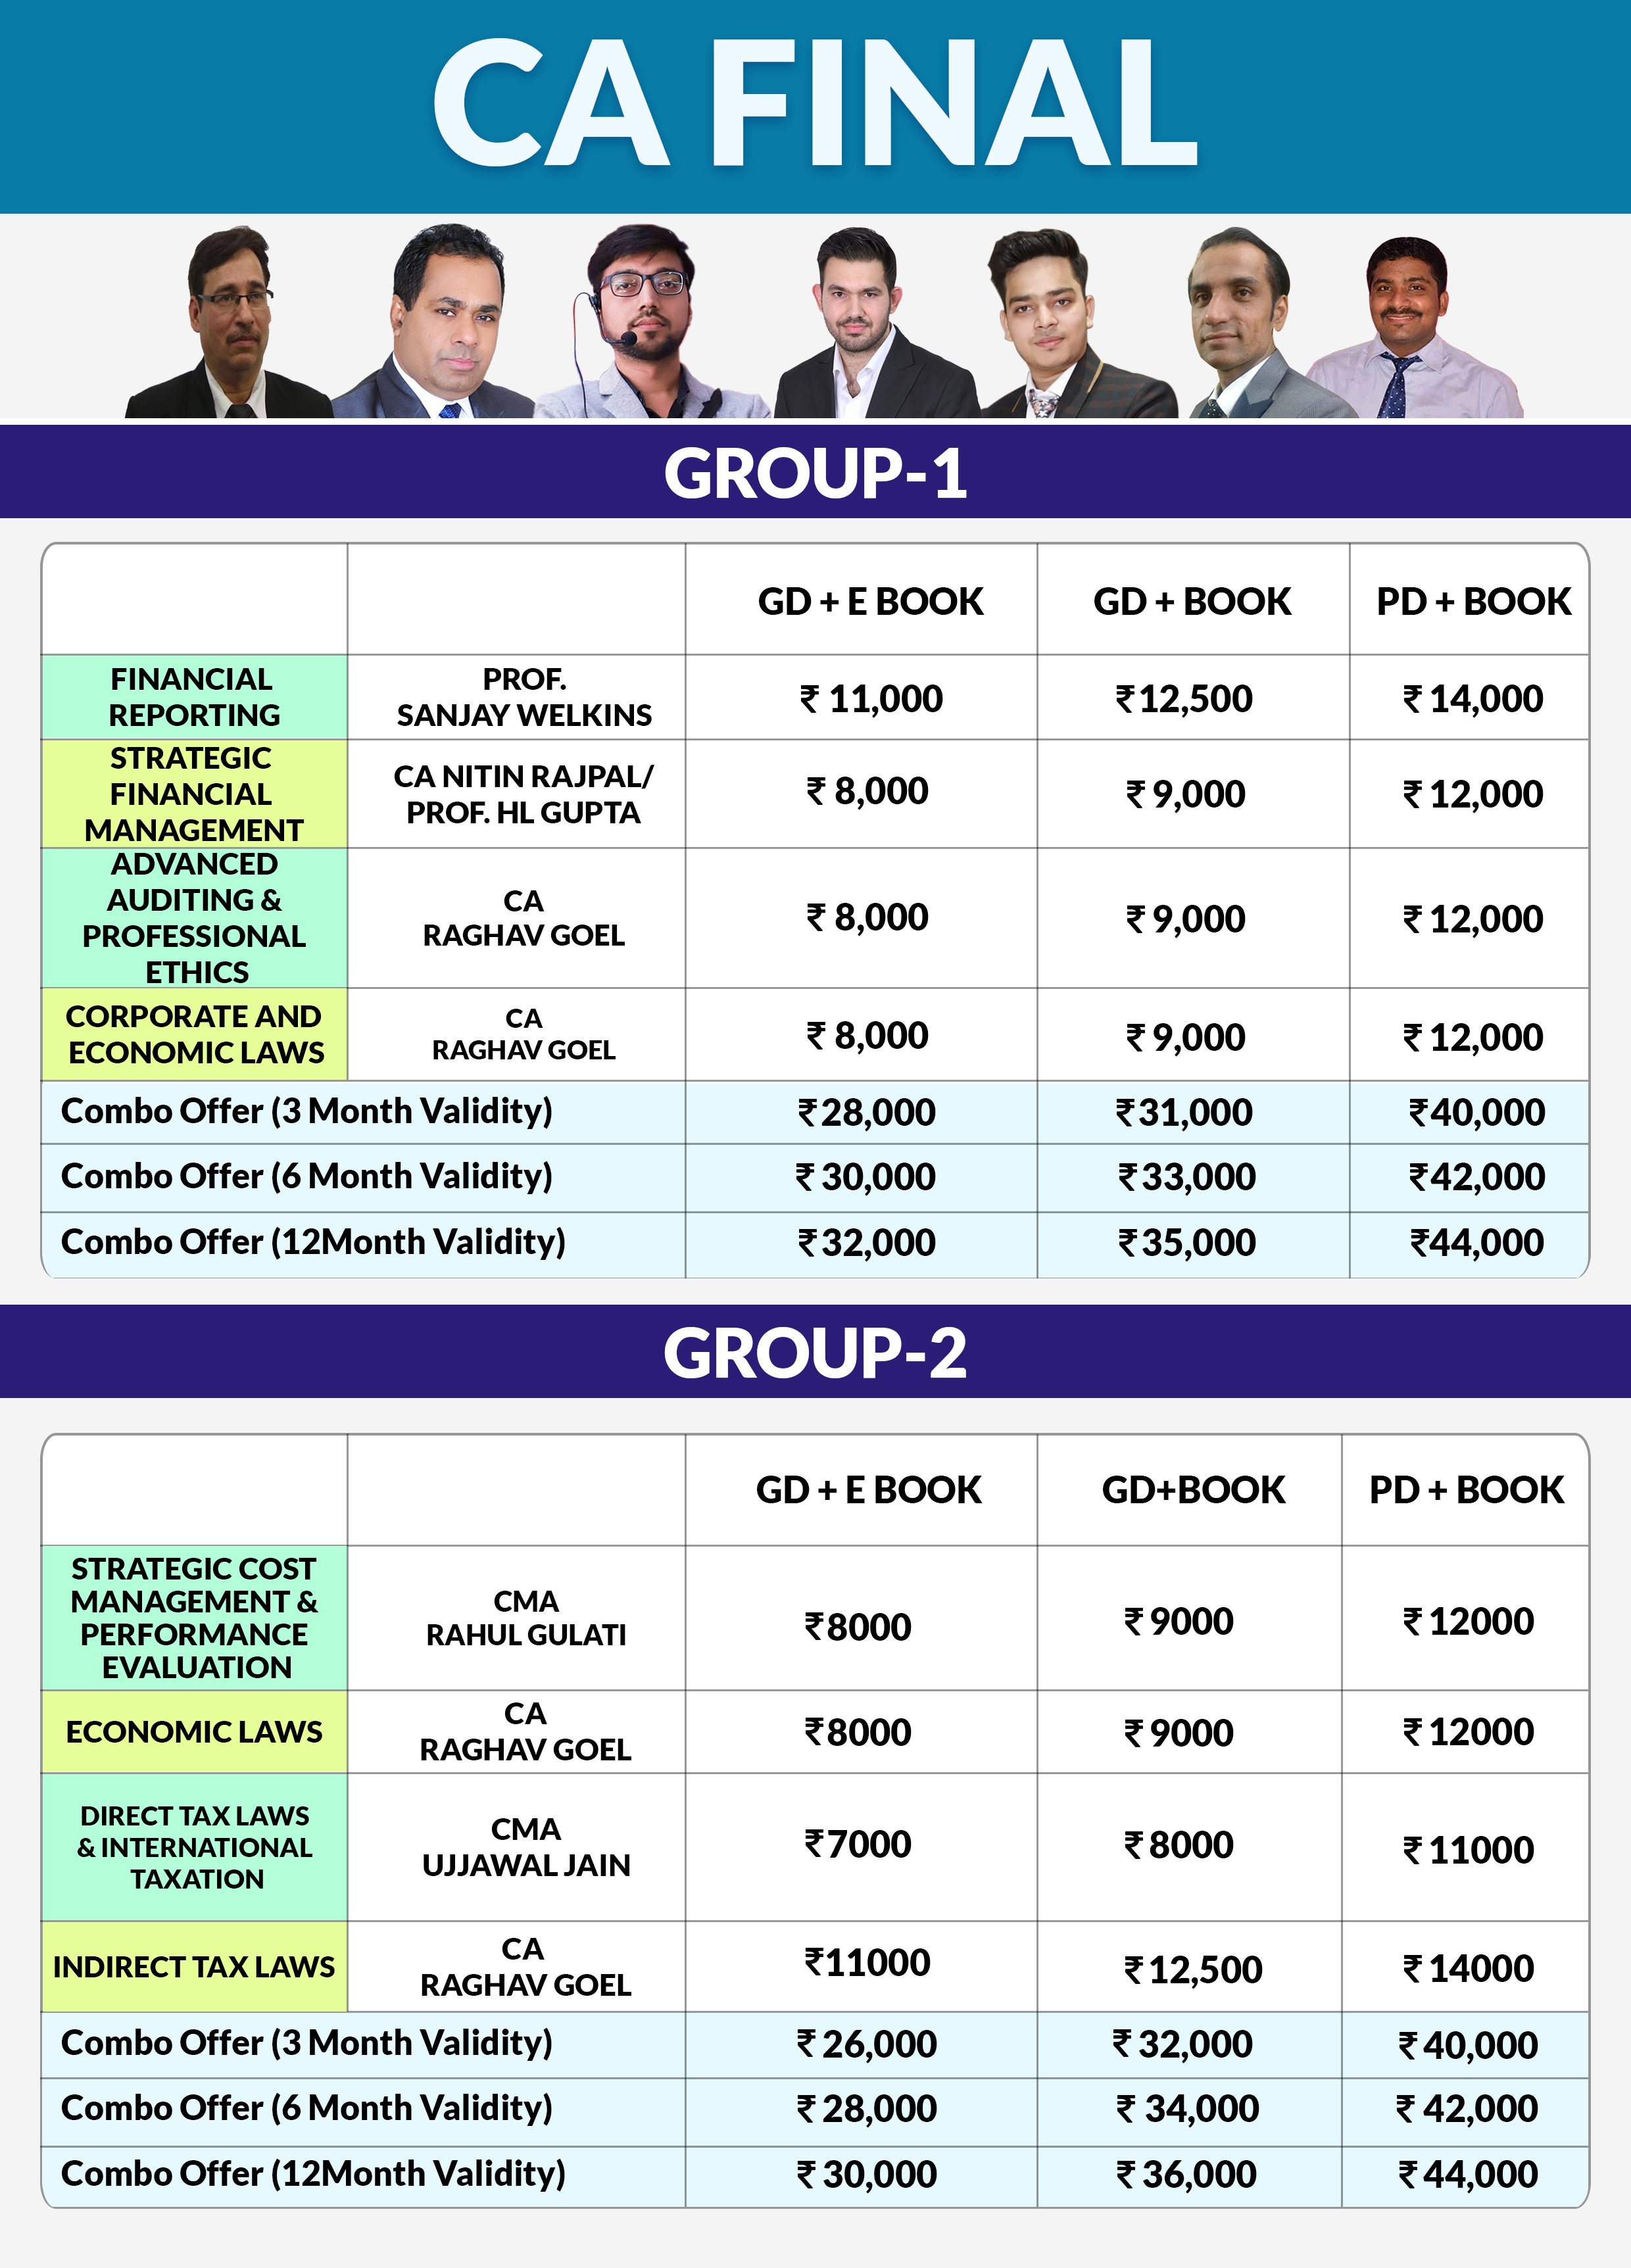 CA FINAL
GROUP-1
GD + E BOOK
GD + BOOK
PD + BOOK
FINANCIAL
REPORTING
PROF.
SANJAY WELKINS
₹ 11,000
₹12,500
₹ 14,000
STRATEGIC
FINANCIAL
MANAGEMENT
CA NITIN RAJPAL/
PROF. HL GUPTA
₹ 8,000
₹ 9,000
₹ 12,000
ADVANCED
AUDITING &
PROFESSIONAL
ETHICS
CA
RAGHAV GOEL
₹ 8,000
₹ 9,000
₹ 12,000
CORPORATE AND
ECONOMIC LAWS
CA
RAGHAV GOEL
₹ 8,000
₹ 9,000
₹ 12,000
Combo Offer (3 Month Validity)
₹28,000
₹31,000
₹40,000
Combo Offer (6 Month Validity)
₹ 30,000
₹33,000
₹42,000
Combo Offer (12Month Validity)
₹32,000
₹35,000
₹44,000
GROUP-2
GD + E BOOK
GD+BOOK
PD + BOOK
STRATEGIC COST
MANAGEMENT &
PERFORMANCE
EVALUATION
CMA
RAHUL GULATI
₹8000
₹ 9000
₹ 12000
ECONOMIC LAWS
CA
RAGHAV GOEL
₹8000
₹ 9000
₹ 12000
DIRECT TAX LAWS
& INTERNATIONAL
TAXATION
CMA
UJJAWAL JAIN
₹7000
₹ 8000
₹ 11000
INDIRECT TAX LAWS
CA
RAGHAV GOEL
₹11000
₹ 12,500
₹ 14000
Combo Offer (3 Month Validity)
₹ 26,000
₹ 32,000
₹ 40,000
Combo Offer (6 Month Validity)
₹ 28,000
₹ 34,000
₹ 42,000
Combo Offer (12Month Validity)
₹ 30,000
₹ 36,000
₹ 44,000